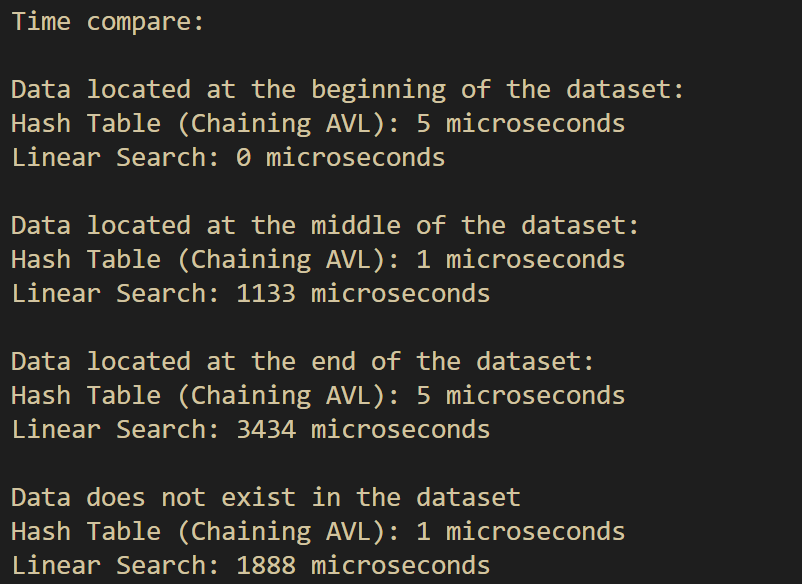 Time compare:
Data located at the beginning of the dataset:
Hash Table (Chaining AVL): 5 microseconds
Linear Search: 0 microseconds
Data located at the middle of the dataset:
Hash Table (Chaining AVL): 1 microseconds
Linear Search: 1133 microseconds
Data located at the end of the dataset:
Hash Table (Chaining AVL): 5 microseconds
Linear Search: 3434 microseconds
Data does not exist in the dataset
Hash Table (Chaining AVL): 1 microseconds
Linear Search: 1888 microseconds